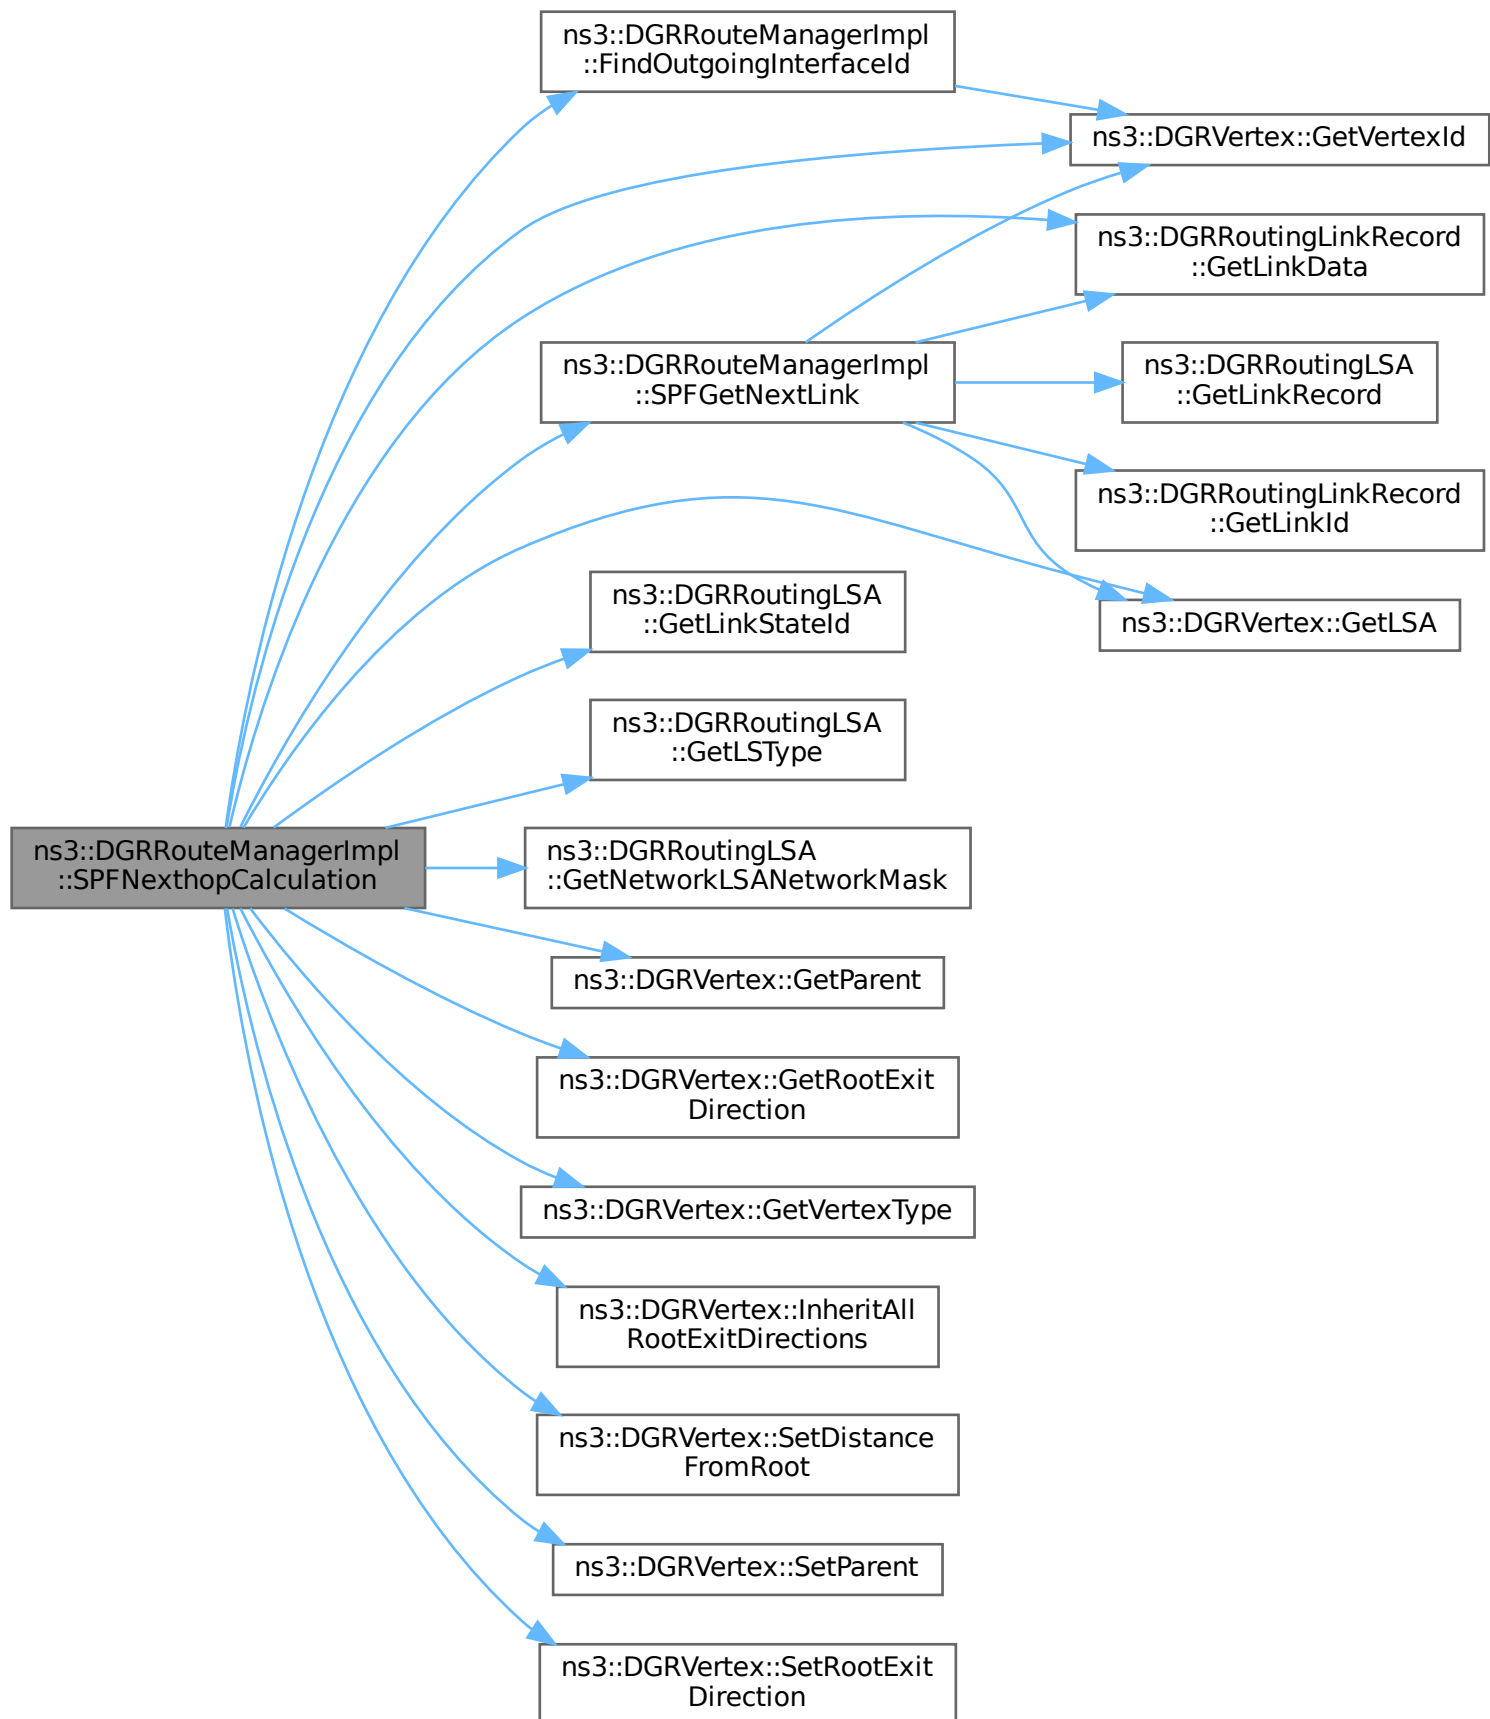 ns3::DGRRouteManagerImpl
::FindOutgoingInterfaceId
ns3::DGRVertex::GetVertexId
ns3::DGRRoutingLinkRecord
::GetLinkData
ns3::DGRRouteManagerImpl
::SPFGetNextLink
ns3::DGRRoutingLSA
::GetLinkRecord
ns3::DGRRoutingLinkRecord
::GetLinkId
ns3::DGRRoutingLSA
::GetLinkStateId
ns3::DGRVertex::GetLSA
ns3::DGRRoutingLSA
::GetLSType
ns3::DGRRouteManagerImpl
::SPFNexthopCalculation
ns3::DGRRoutingLSA
::GetNetworkLSANetworkMask
ns3::DGRVertex::GetParent
ns3::DGRVertex::GetRootExit
Direction
ns3::DGRVertex::GetVertexType
ns3::DGRVertex::InheritAll
RootExitDirections
ns3::DGRVertex::SetDistance
FromRoot
ns3::DGRVertex::SetParent
ns3::DGRVertex::SetRootExit
Direction